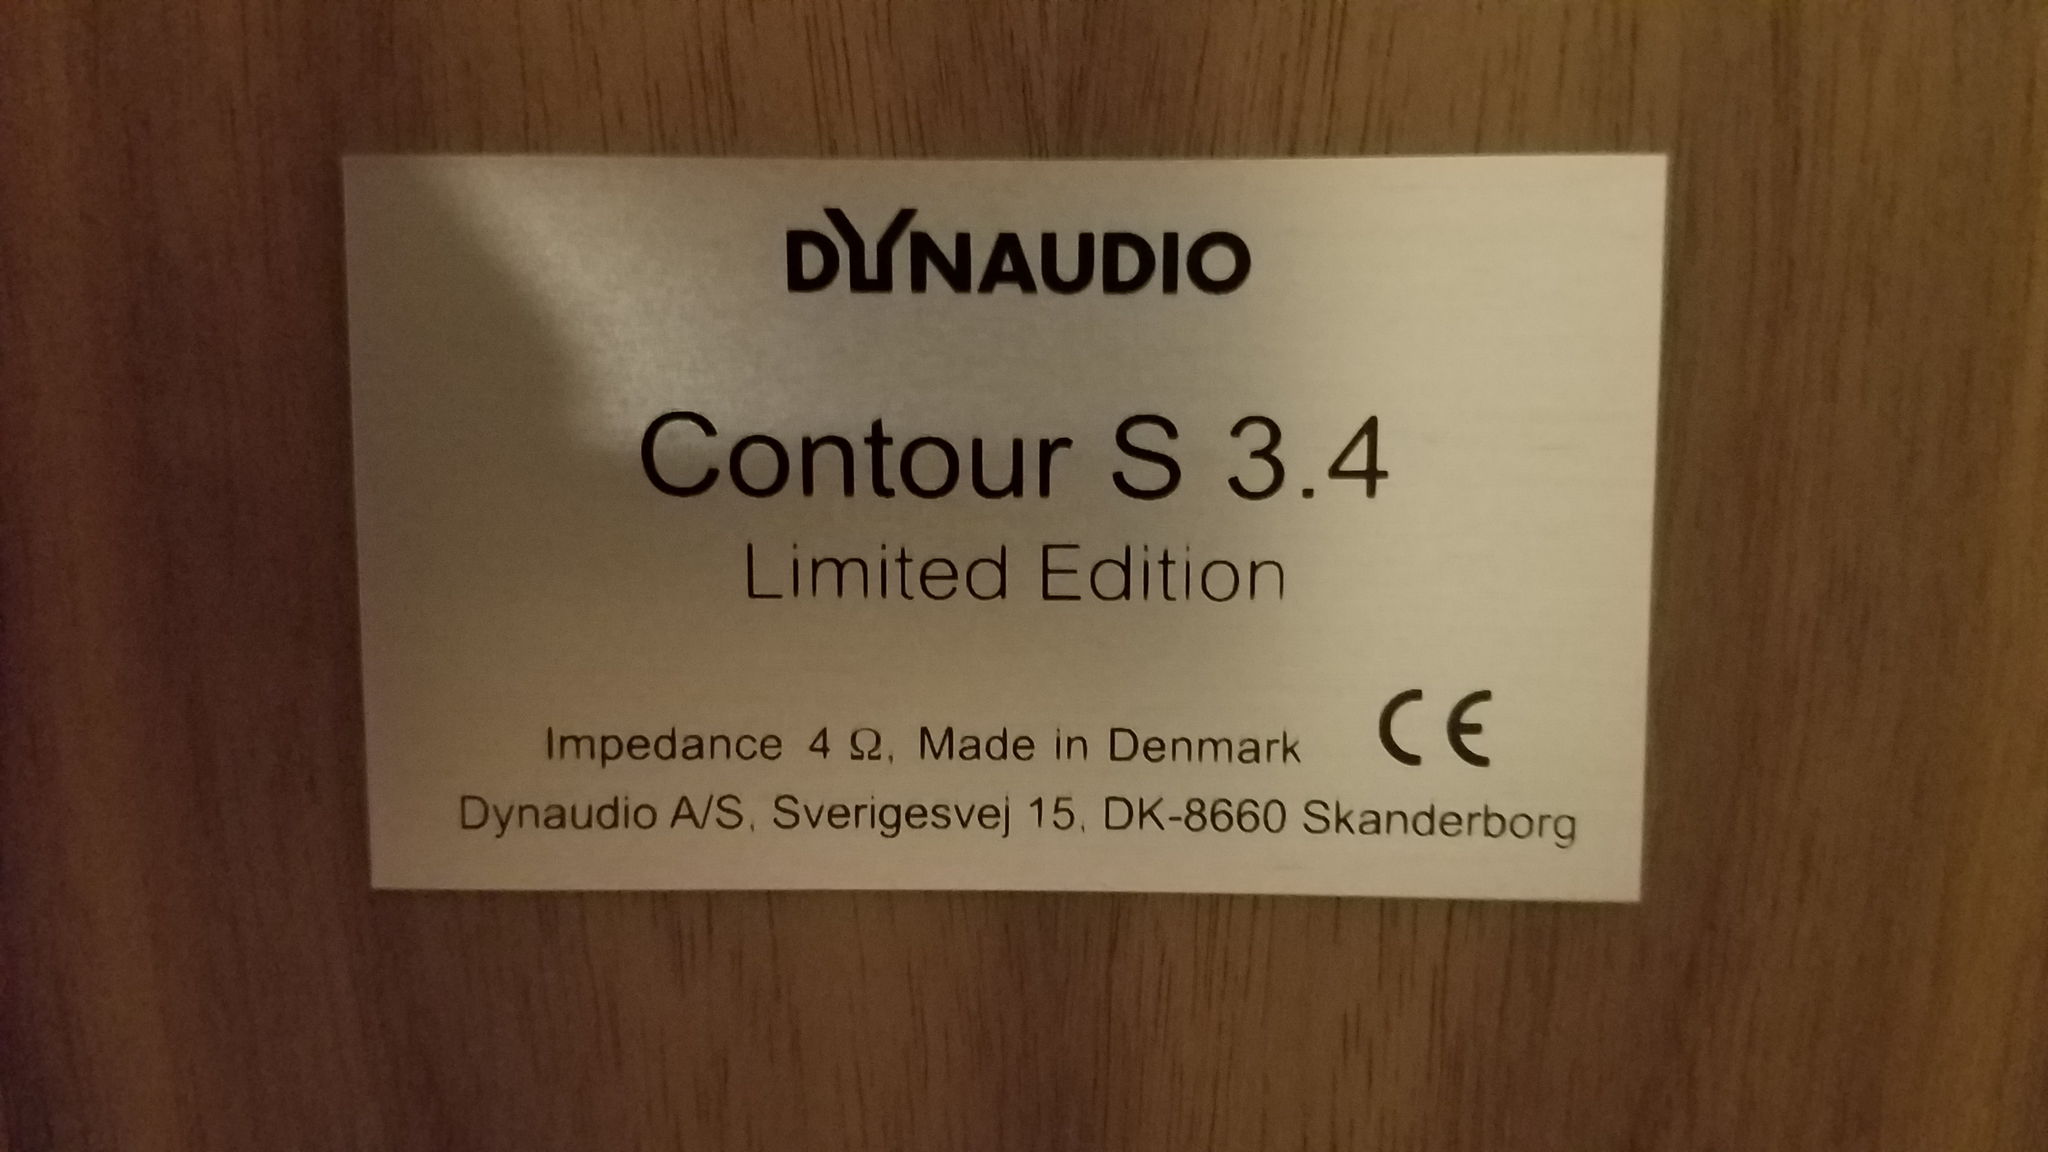 DYNAUDIO
Contour S 3.4
Limited Edition
Impedance 4 Ω, Made in Denmark CE
Dynaudio A/S, Sverigesvej 15, DK-8660 Skanderborg